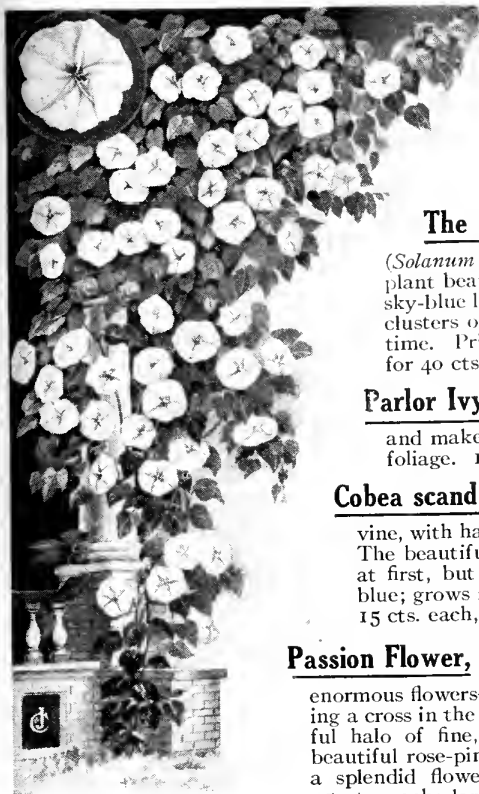 The
(Solanum
plant bea
sky-blue l
clusters o
time. Pr
for 40 cts
Parlor Ivy
and make
foliage. 1
Cobea scand
vine, with ha
The beautifu
at first, but
blue; grows
15 cts. each,
Passion Flower,
enormous flowers-
ing a cross in the
ful halo of fine,
beautiful rose-pin
a splendid flowe